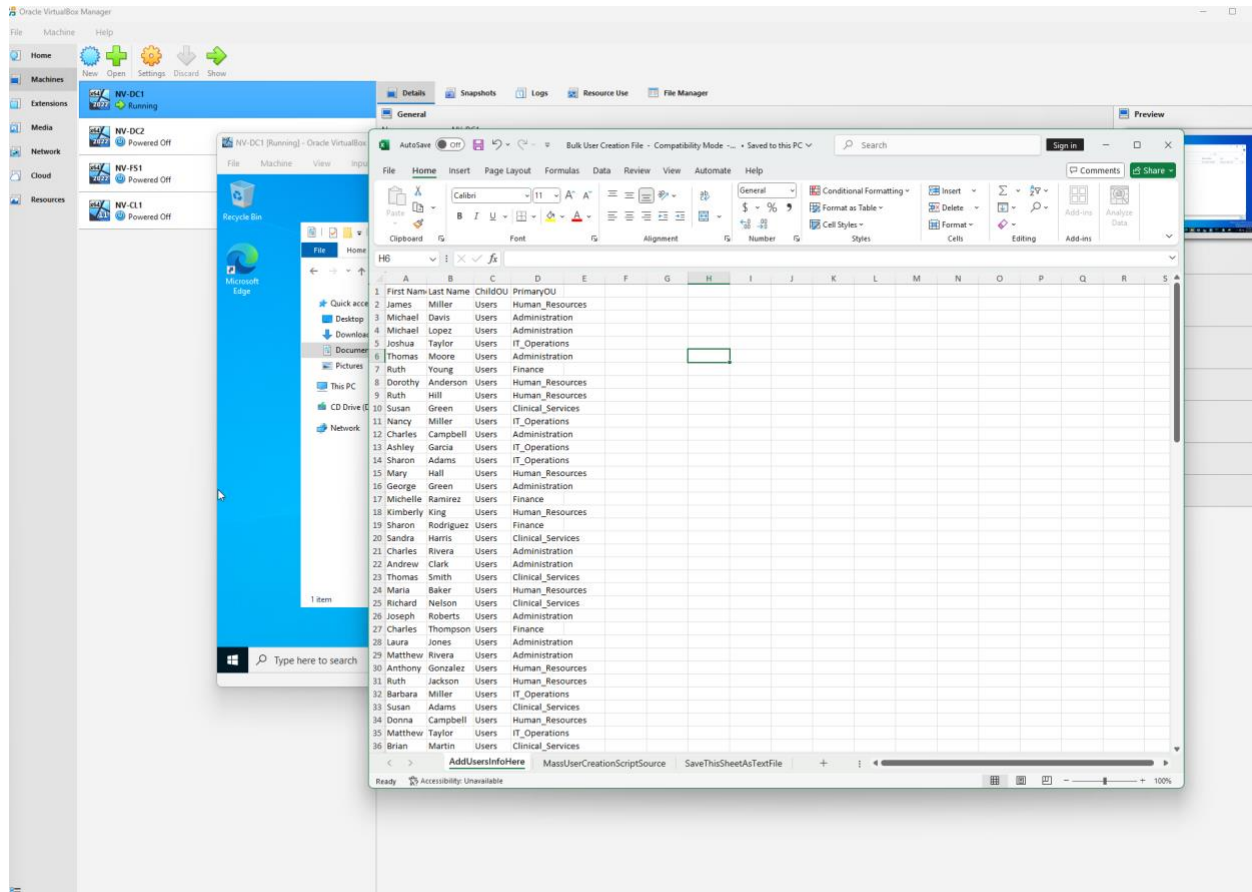 Oracle VirtualBox Manager
File Machine Help
Home
Machines
Extensions
Media
Network
Cloud
Resources
New Open Settings Discard Show
NV-DC1
Running
NV-DC2
Powered Off
NV-FS1
Powered Off
NV-CL1
Powered Off
Details Snapshots Logs Resource Use File Manager
General
Preview
NV-DC1 [Running] - Oracle VirtualBox
File Machine View Inpu
Recycle Bin
Microsoft Edge
File Home
Quick acce
Desktop
Downloa
Documer
Pictures
This PC
CD Drive (D
Network
1 item
Type here to search
AutoSave Off Bulk User Creation File - Compatibility Mode -... • Saved to this PC Search Sign in
File Home Insert Page Layout Formulas Data Review View Automate Help Comments Share
Paste Calibri 11 General Conditional Formatting Insert
B I U A $ % Format as Table Delete Add-ins Analyse Data
Cell Styles Format
Clipboard Font Alignment Number Styles Cells Editing Add-ins
H6 fx
A B C D E F G H I J K L M N O P Q R S
1 First Nam Last Name ChildOU PrimaryOU
2 James Miller Users Human_Resources
3 Michael Davis Users Administration
4 Michael Lopez Users Administration
5 Joshua Taylor Users IT_Operations
6 Thomas Moore Users Administration
7 Ruth Young Users Finance
8 Dorothy Anderson Users Human_Resources
9 Ruth Hill Users Human_Resources
10 Susan Green Users Clinical_Services
11 Nancy Miller Users IT_Operations
12 Charles Campbell Users Administration
13 Ashley Garcia Users IT_Operations
14 Sharon Adams Users IT_Operations
15 Mary Hall Users Human_Resources
16 George Green Users Administration
17 Michelle Ramirez Users Finance
18 Kimberly King Users Human_Resources
19 Sharon Rodriguez Users Finance
20 Sandra Harris Users Clinical_Services
21 Charles Rivera Users Administration
22 Andrew Clark Users Administration
23 Thomas Smith Users Clinical_Services
24 Maria Baker Users Human_Resources
25 Richard Nelson Users Clinical_Services
26 Joseph Roberts Users Administration
27 Charles Thompson Users Finance
28 Laura Jones Users Administration
29 Matthew Rivera Users Administration
30 Anthony Gonzalez Users Human_Resources
31 Ruth Jackson Users Human_Resources
32 Barbara Miller Users IT_Operations
33 Susan Adams Users Clinical_Services
34 Donna Campbell Users Human_Resources
35 Matthew Taylor Users IT_Operations
36 Brian Martin Users Clinical_Services
AddUsersInfoHere MassUserCreationScriptSource SaveThisSheetAsTextFile
Ready Accessibility: Unavailable 100%